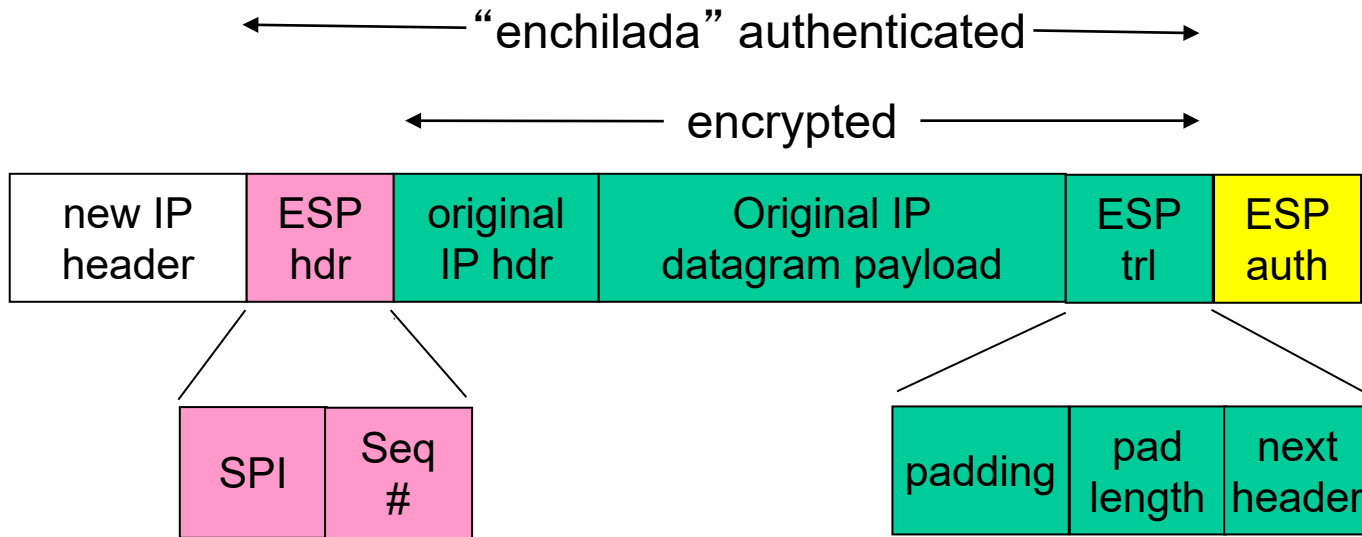 “enchilada” authenticated
encrypted
new IP
header
ESP
hdr
original
IP hdr
Original IP
datagram payload
ESP
trl
ESP
auth
SPI
Seq
#
padding
pad
length
next
header